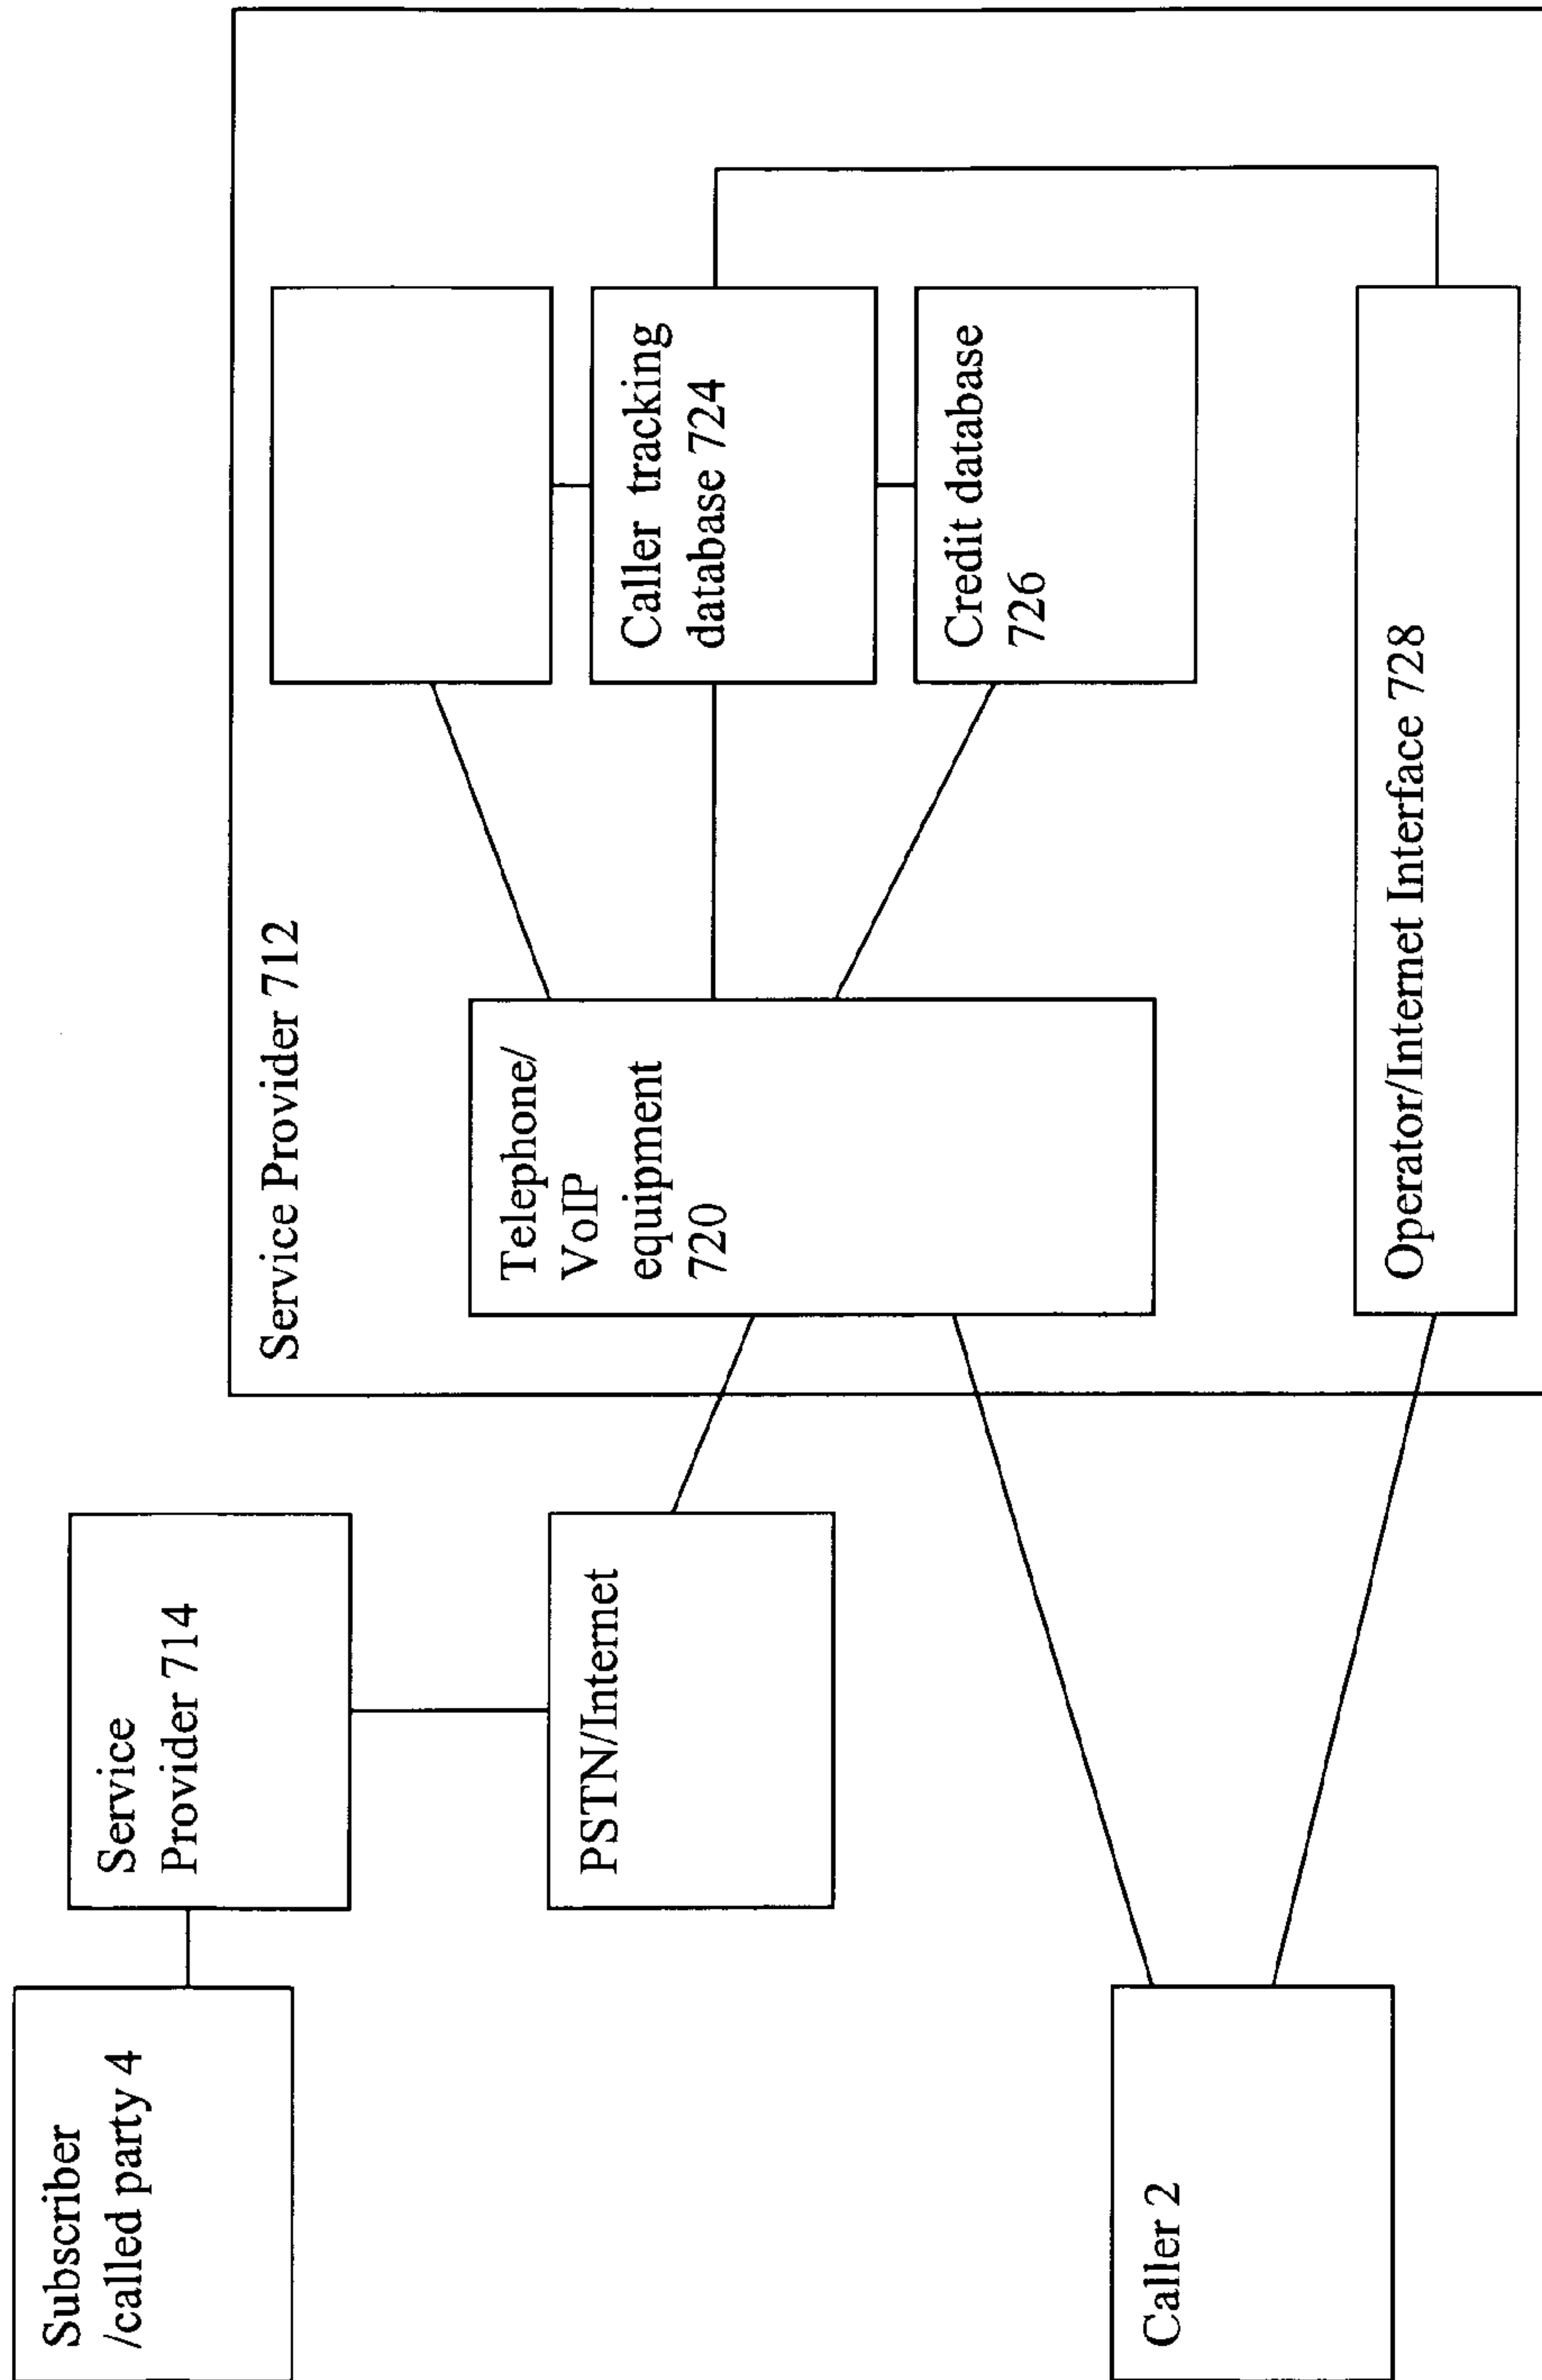 Subscriber
/called party 4
Service
Provider 714
PSTN/Internet
Caller 2
Service Provider 712
Telephone/
VoIP
equipment
720
Caller tracking
database 724
Credit database
726
Operator/Internet Interface 728